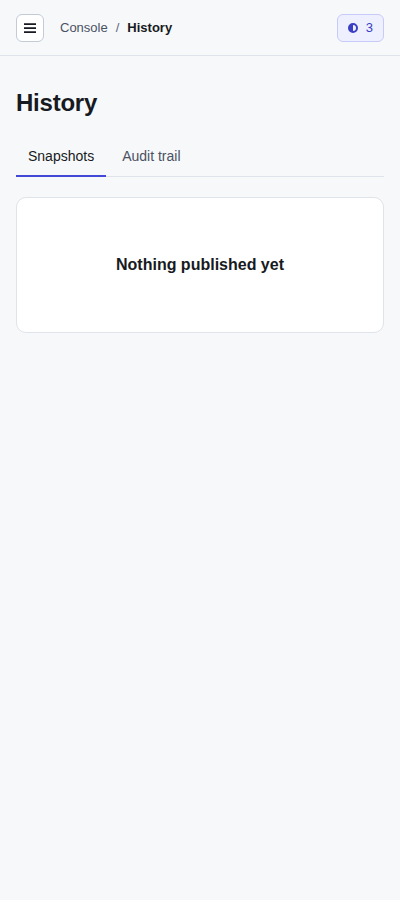 Console / History
3
History
Snapshots
Audit trail
Nothing published yet